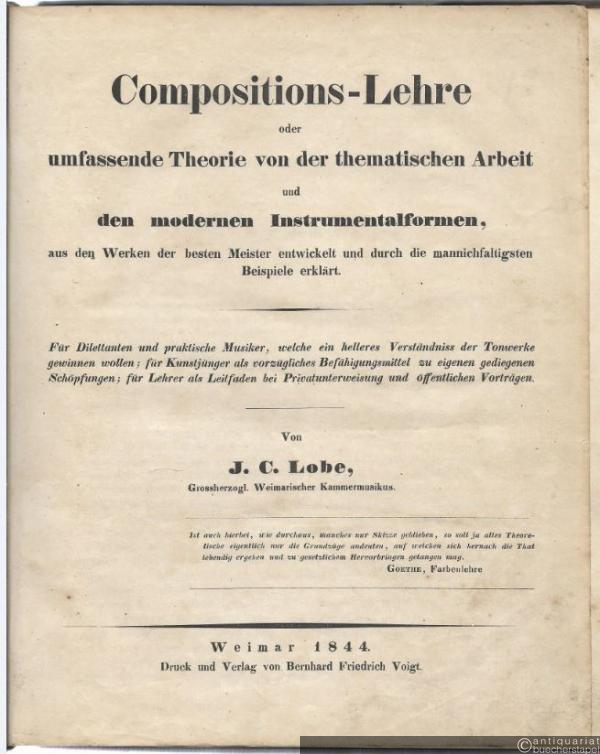 Compositions-Lehre
oder
umfassende Theorie von der thematischen Arbeit
und
den modernen Instrumentalformen,
aus den Werken der besten Meister entwickelt und durch die mannichfaltigsten
Beispiele erklärt.
Für Dilettanten und praktische Musiker, welche ein helleres Verständniss der Tonwerke
gewinnen wollen; für Kunstjünger als vorzügliches Befähigungsmittel zu eigenen gediegenen
Schöpfungen; für Lehrer als Leitfaden bei Privatunterweisung und öffentlichen Vorträgen.
Von
J. C. Lobe,
Grossherzogl. Weimarischer Kammermusikus.
Ist auch hierbei, wie durchaus, manches nur Skizze geblieben, so soll ja alles Theore-
tische eigentlich nur die Grundzüge andeuten, auf welchen sich hernach die That
lebendig ergehen und zu gesetzlichem Hervorbringen gelangen mag.
GOETHE, Farbenlehre
Weimar 1844.
Druck und Verlag von Bernhard Friedrich Voigt.
antiquariat
buecherstapel